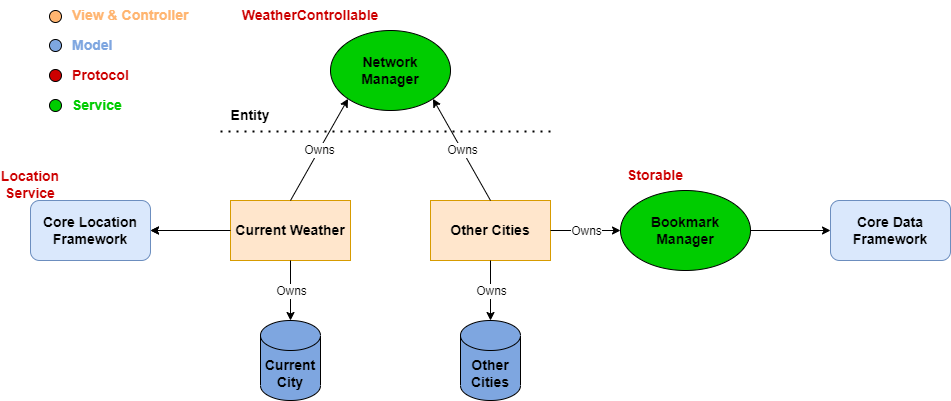 View & Controller
Model
Protocol
Service
WeatherControllable
Network
Manager
Entity
Owns
Owns
Location
Service
Storable
Core Location
Framework
Current Weather
Other Cities
Owns
Bookmark
Manager
Core Data
Framework
Owns
Owns
Current
City
Other
Cities